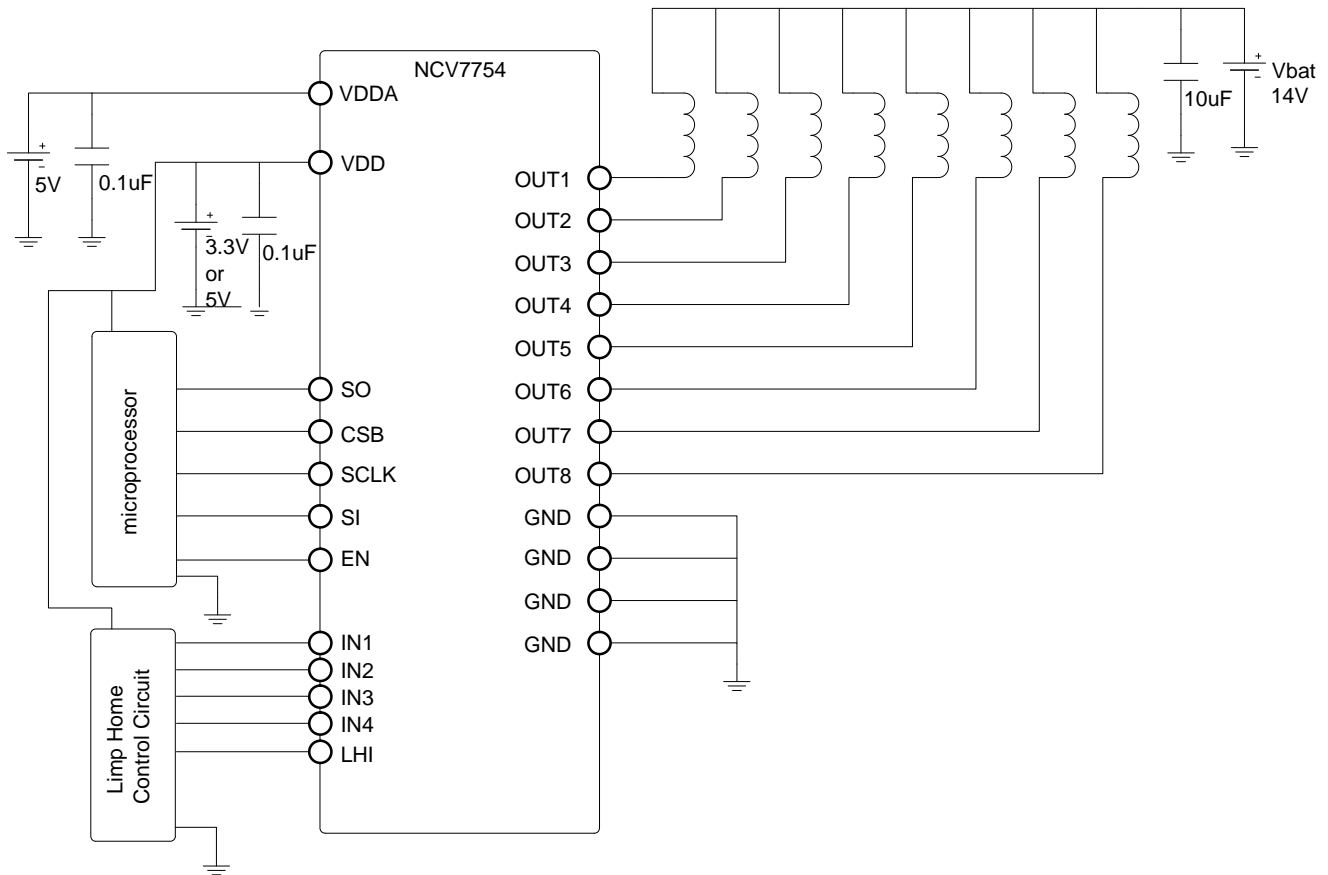 NCV7754
VDDA
VDD
5V
0.1uF
3.3V
or
5V
0.1uF
microprocessor
SO
CSB
SCLK
SI
EN
Limp Home
Control Circuit
IN1
IN2
IN3
IN4
LHI
OUT1
OUT2
OUT3
OUT4
OUT5
OUT6
OUT7
OUT8
GND
GND
GND
GND
10uF
+
-
Vbat
14V